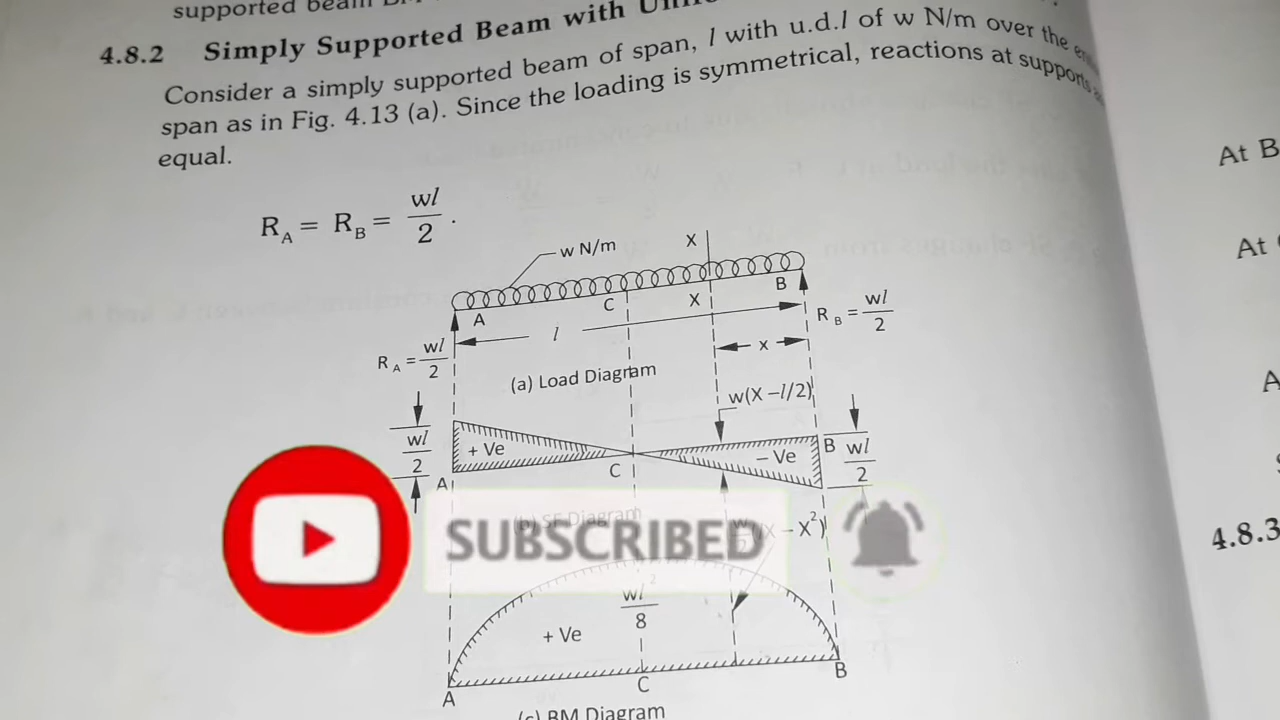 supported beam
4.8.2 Simply Supported Beam with
Consider a simply supported beam of span, l with u.d.l of w N/m over the
span as in Fig. 4.13 (a). Since the loading is symmetrical, reactions at supports
equal.
R_A = R_B = wl/2 .
w N/m
X
A C X B
l
R_B = wl/2
R_A = wl/2
x
(a) Load Diagram
w(X – l/2)
wl/2
+ Ve
– Ve
B
wl/2
A
C
(b) SF Diagram
X – X²)
SUBSCRIBED
wl²/8
+ Ve
A C B
(c) BM Diagram
At B
At
A
4.8.3